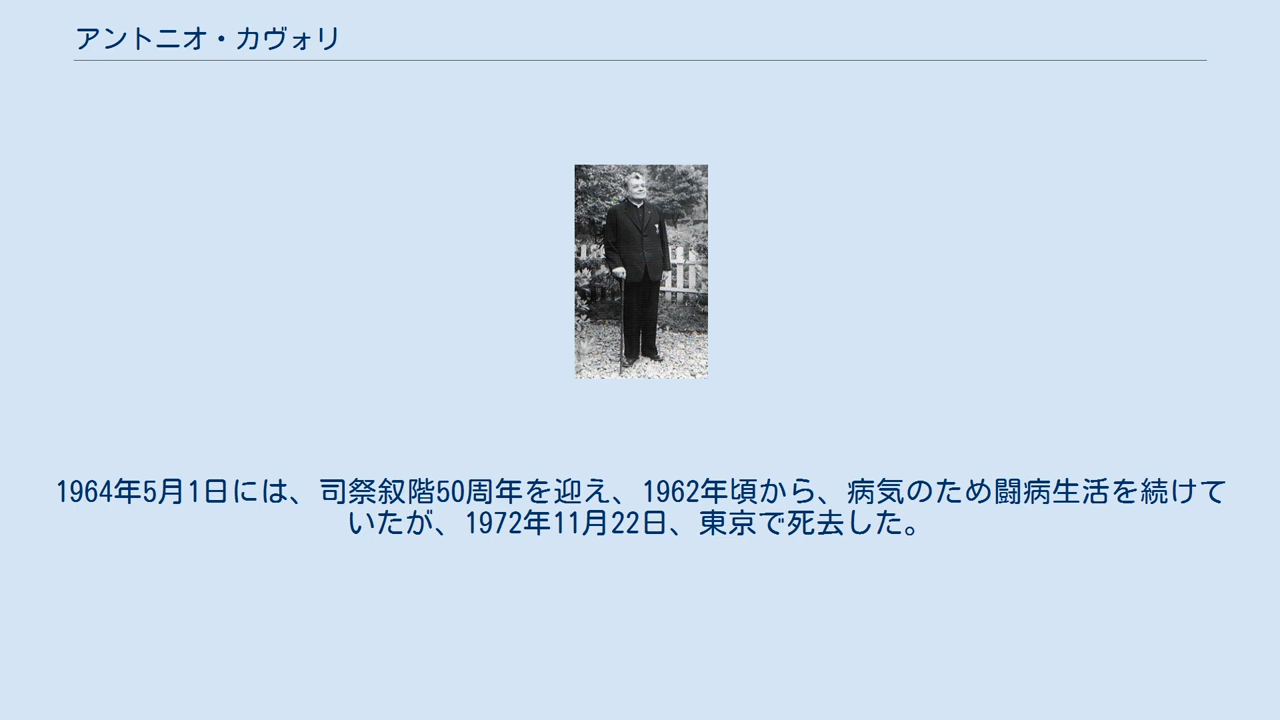 アントニオ・カヴォリ
1964年5月1日には、司祭叙階50周年を迎え、1962年頃から、病気のため闘病生活を続けて
いたが、1972年11月22日、東京で死去した。